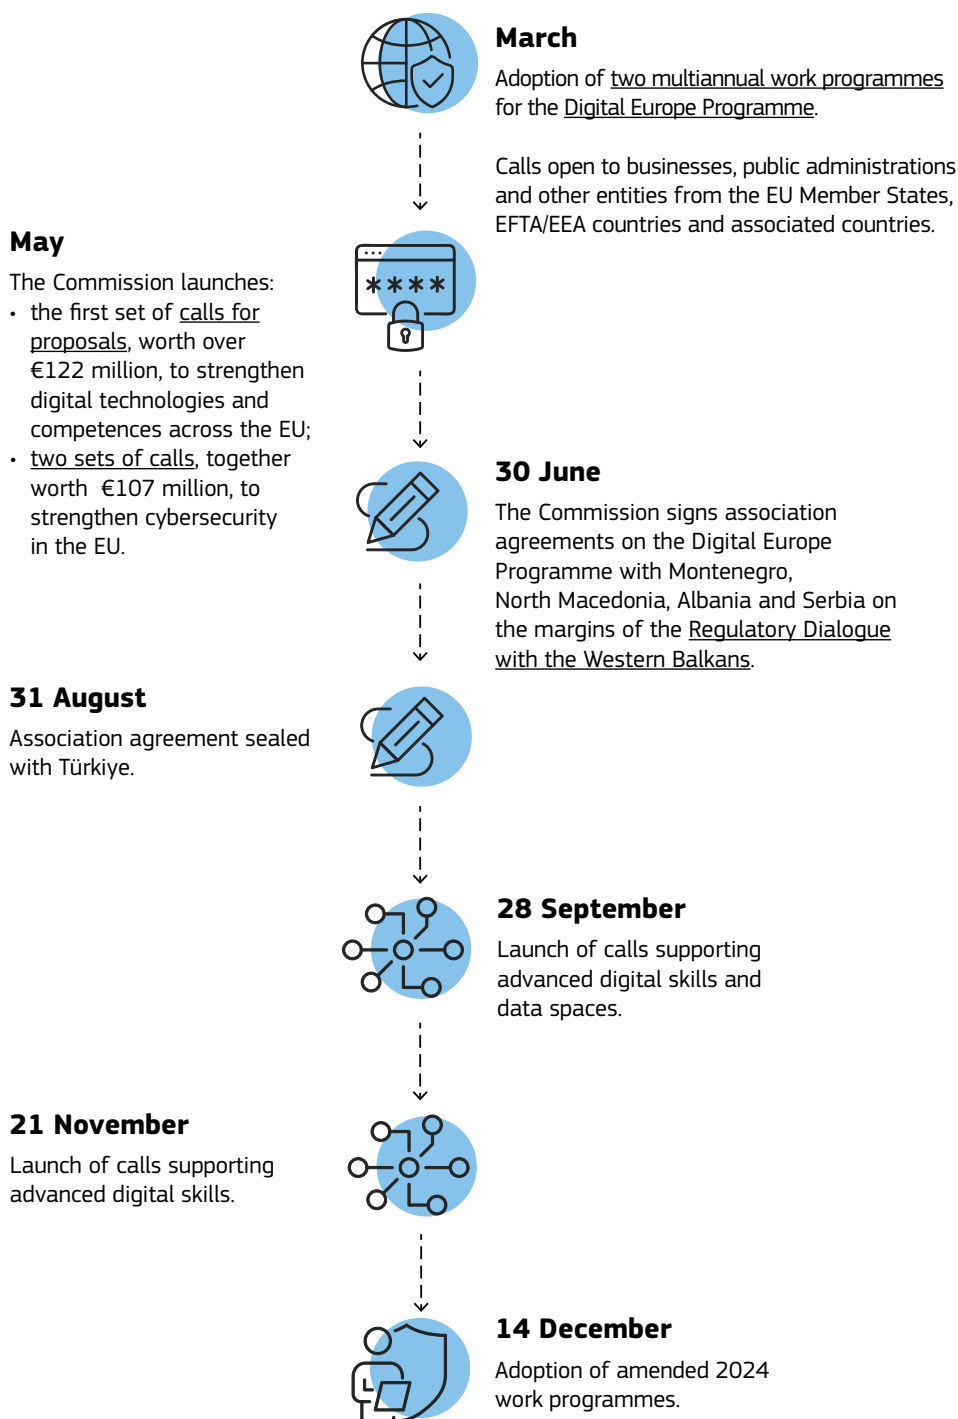 March
Adoption of two multiannual work programmes
for the Digital Europe Programme.
Calls open to businesses, public administrations
and other entities from the EU Member States,
EFTA/EEA countries and associated countries.
May
The Commission launches:
• the first set of calls for
proposals, worth over
€122 million, to strengthen
digital technologies and
competences across the EU;
• two sets of calls, together
worth €107 million, to
strengthen cybersecurity
in the EU.
****
30 June
The Commission signs association
agreements on the Digital Europe
Programme with Montenegro,
North Macedonia, Albania and Serbia on
the margins of the Regulatory Dialogue
with the Western Balkans.
31 August
Association agreement sealed
with Türkiye.
28 September
Launch of calls supporting
advanced digital skills and
data spaces.
21 November
Launch of calls supporting
advanced digital skills.
14 December
Adoption of amended 2024
work programmes.